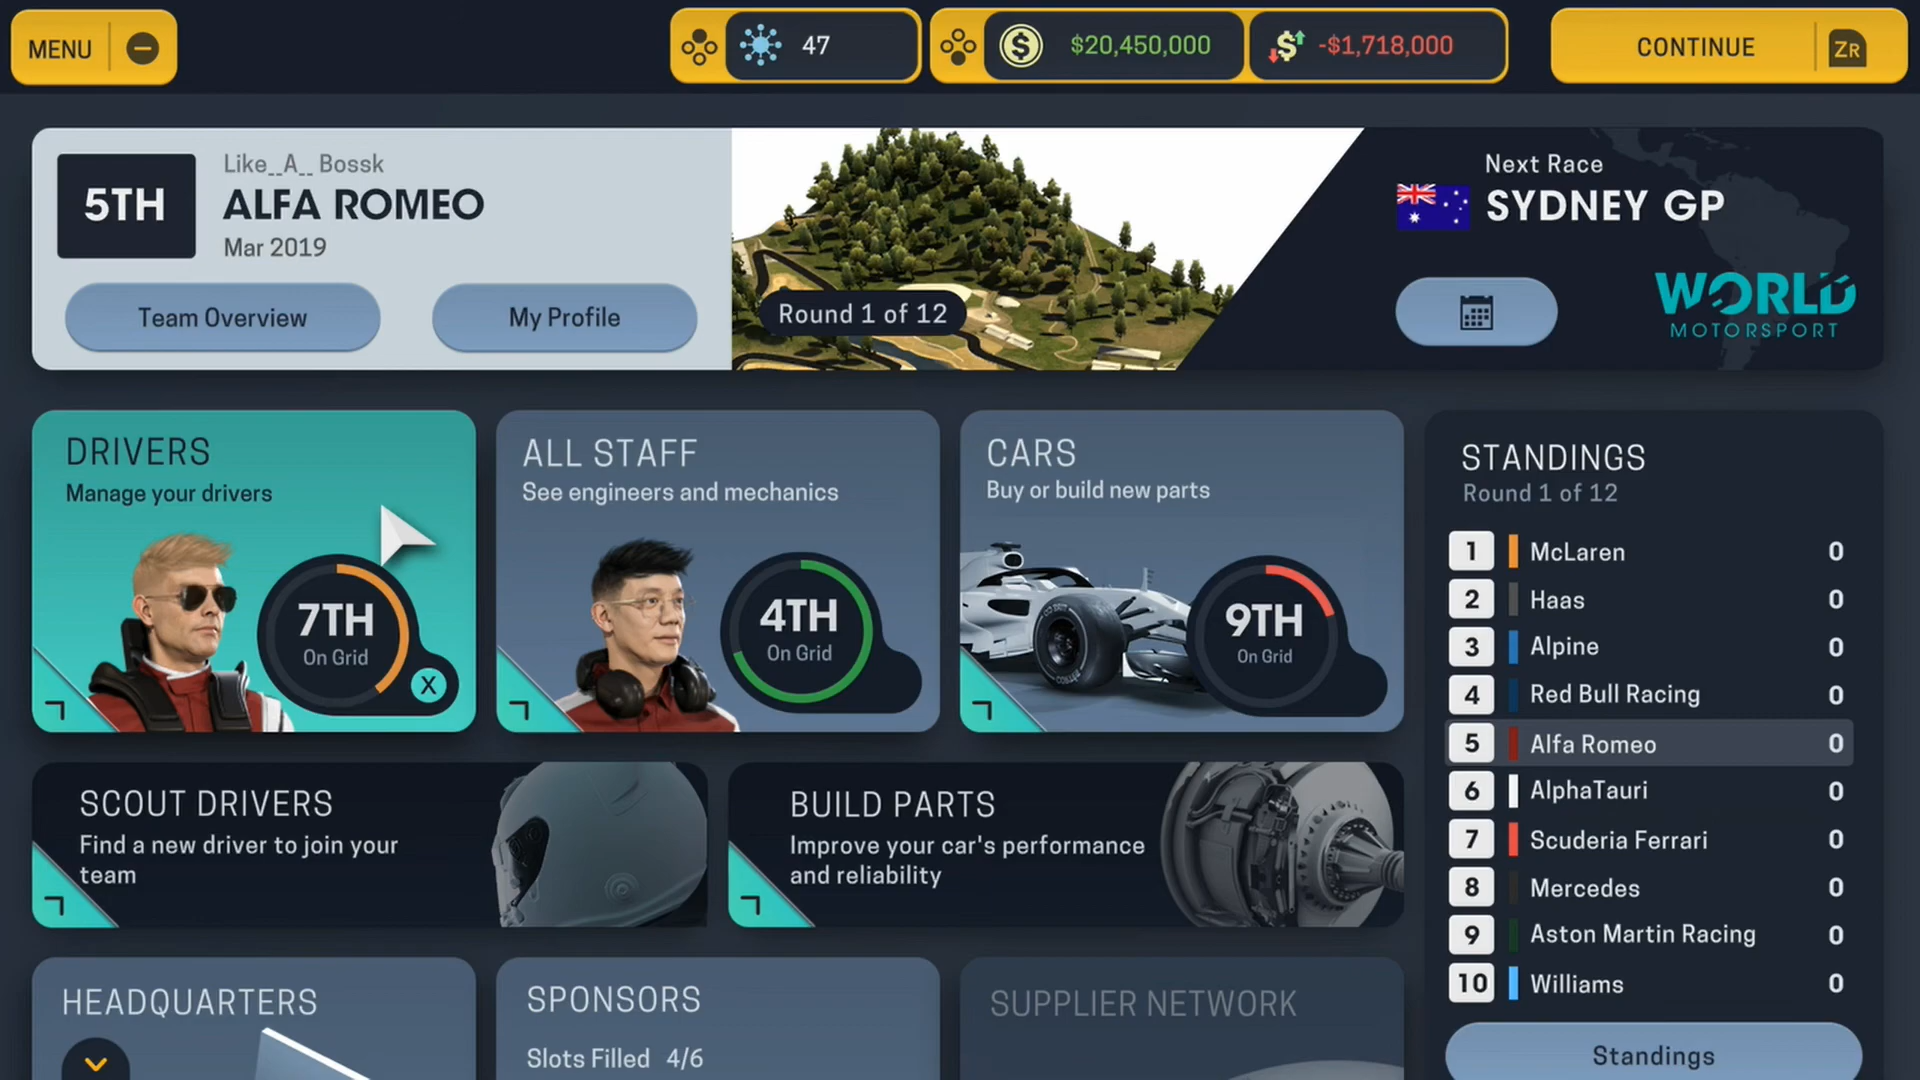 MENU
47
$20,450,000
-$1,718,000
CONTINUE
ZR
5TH
Like_A_ Bossk
ALFA ROMEO
Mar 2019
Team Overview
My Profile
Round 1 of 12
Next Race
SYDNEY GP
WORLD
MOTORSPORT
DRIVERS
Manage your drivers
7TH
On Grid
X
ALL STAFF
See engineers and mechanics
4TH
On Grid
CARS
Buy or build new parts
9TH
On Grid
SCOUT DRIVERS
Find a new driver to join your
team
BUILD PARTS
Improve your car's performance
and reliability
HEADQUARTERS
SPONSORS
Slots Filled 4/6
SUPPLIER NETWORK
STANDINGS
Round 1 of 12
1 McLaren 0
2 Haas 0
3 Alpine 0
4 Red Bull Racing 0
5 Alfa Romeo 0
6 AlphaTauri 0
7 Scuderia Ferrari 0
8 Mercedes 0
9 Aston Martin Racing 0
10 Williams 0
Standings